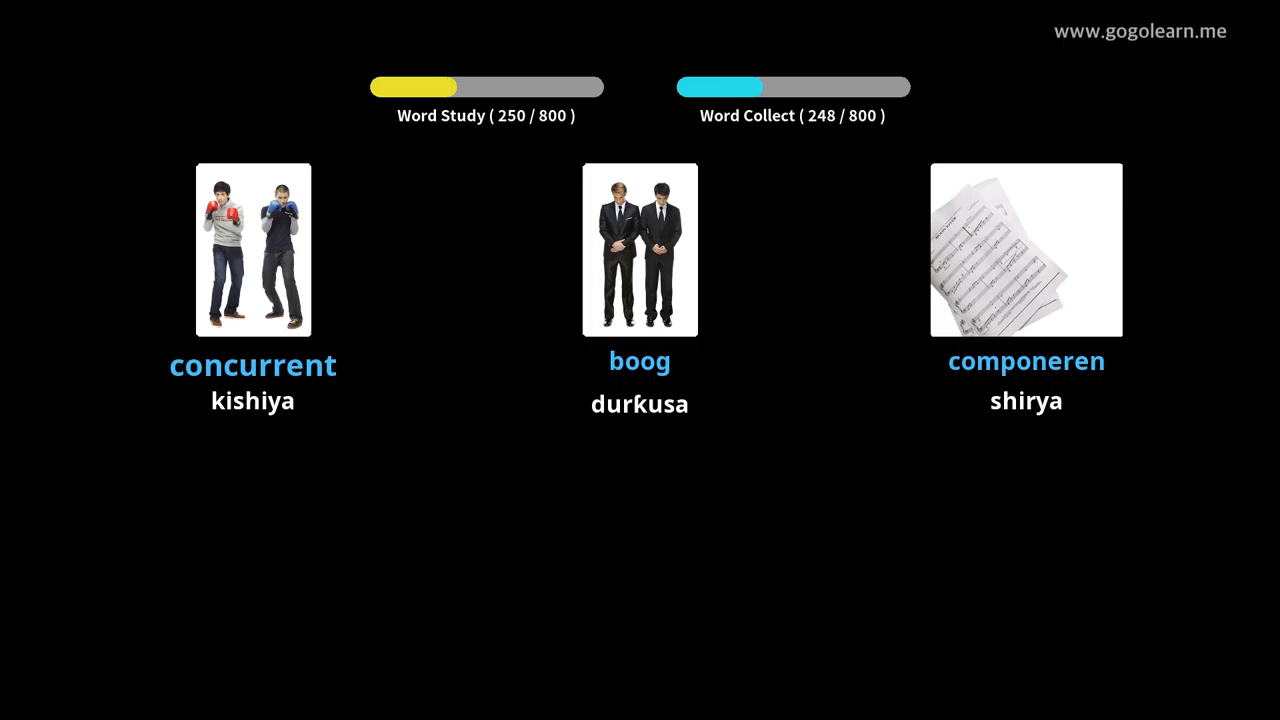 www.gogolearn.me
Word Study ( 250 / 800 )
Word Collect ( 248 / 800 )
concurrent
kishiya
boog
durƙusa
componeren
shirya